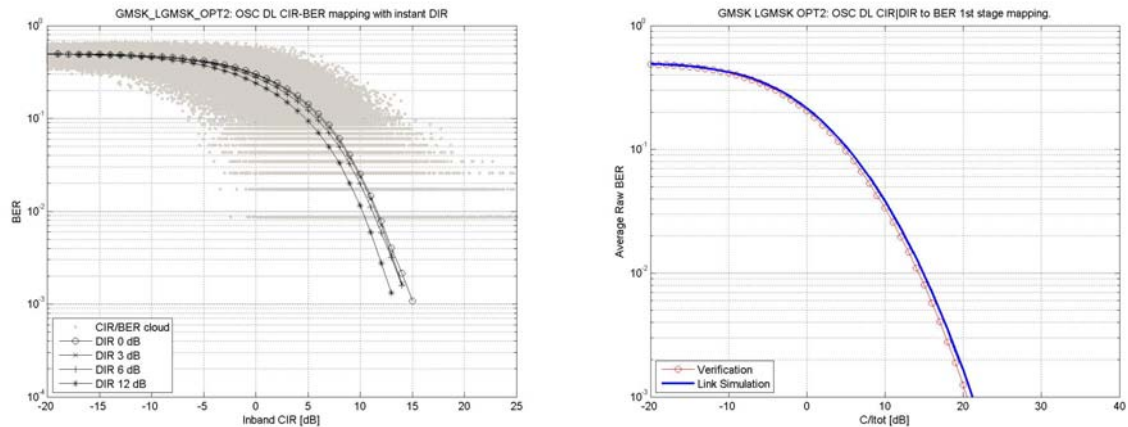 GMSK_LGMSK_OPT2: OSC DL CIR-BER mapping with instant DIR
10^0
10^-1
10^-2
10^-3
10^-4
BER
CIR/BER cloud
DIR 0 dB
DIR 3 dB
DIR 6 dB
DIR 12 dB
-20 -15 -10 -5 0 5 10 15 20 25
Inband CIR [dB]
GMSK LGMSK OPT2: OSC DL CIR|DIR to BER 1st stage mapping.
10^0
10^-1
10^-2
10^-3
Average Raw BER
Verification
Link Simulation
-20 -10 0 10 20 30 40
C/Itot [dB]